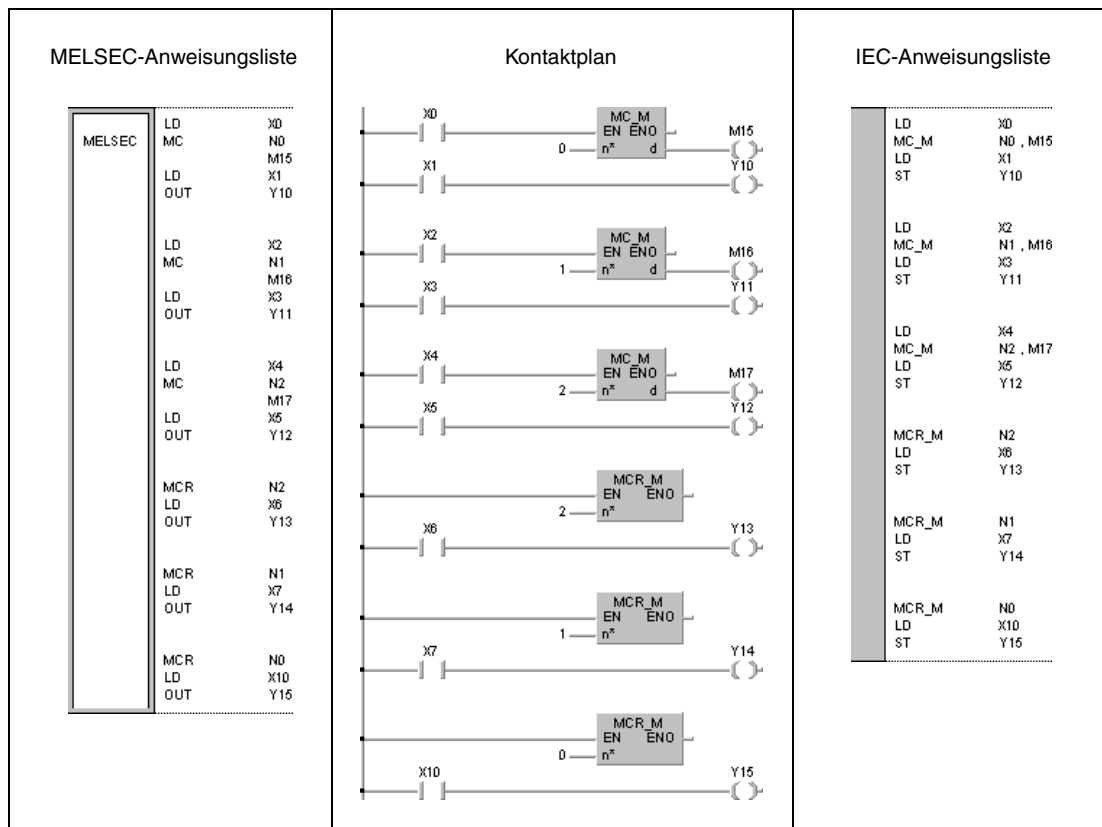 MELSEC-Anweisungsliste
MELSEC
LD X0
MC N0
M15
LD X1
OUT Y10
LD X2
MC N1
M16
LD X3
OUT Y11
LD X4
MC N2
M17
LD X5
OUT Y12
MCR N2
LD X6
OUT Y13
MCR N1
LD X7
OUT Y14
MCR N0
LD X10
OUT Y15
Kontaktplan
X0
MC_M
EN ENO
M15
0 n* d
X1
Y10
X2
MC_M
EN ENO
M16
1 n* d
X3
Y11
X4
MC_M
EN ENO
M17
2 n* d
X5
Y12
MCR_M
EN ENO
2 n*
X6
Y13
MCR_M
EN ENO
1 n*
X7
Y14
MCR_M
EN ENO
0 n*
X10
Y15
IEC-Anweisungsliste
LD X0
MC_M N0 , M15
LD X1
ST Y10
LD X2
MC_M N1 , M16
LD X3
ST Y11
LD X4
MC_M N2 , M17
LD X5
ST Y12
MCR_M N2
LD X6
ST Y13
MCR_M N1
LD X7
ST Y14
MCR_M N0
LD X10
ST Y15